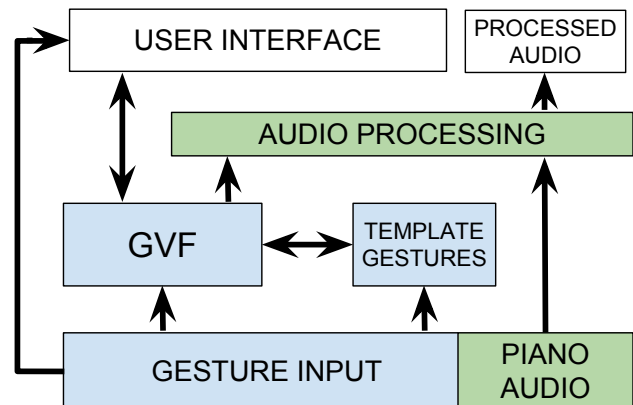 USER INTERFACE
PROCESSED
AUDIO
AUDIO PROCESSING
GVF
TEMPLATE
GESTURES
GESTURE INPUT
PIANO
AUDIO